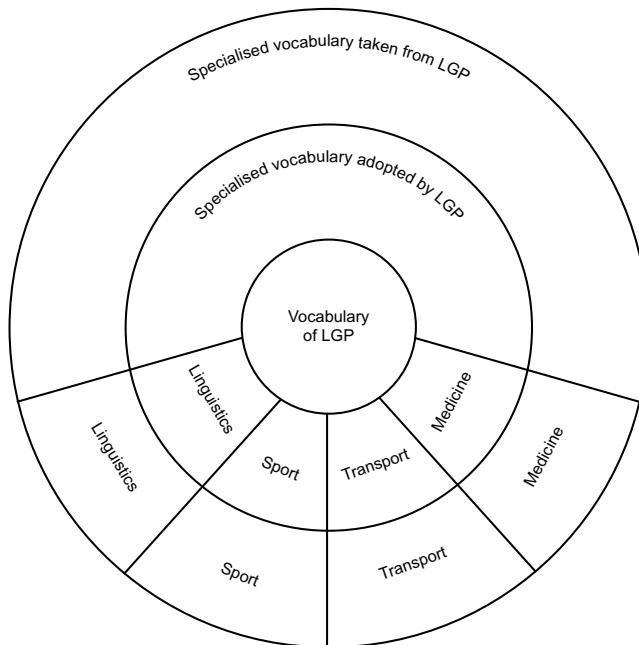 Specialised vocabulary taken from LGP
Specialised vocabulary adopted by LGP
Vocabulary
of LGP
Linguistics
Sport
Transport
Medicine
Linguistics
Sport
Transport
Medicine